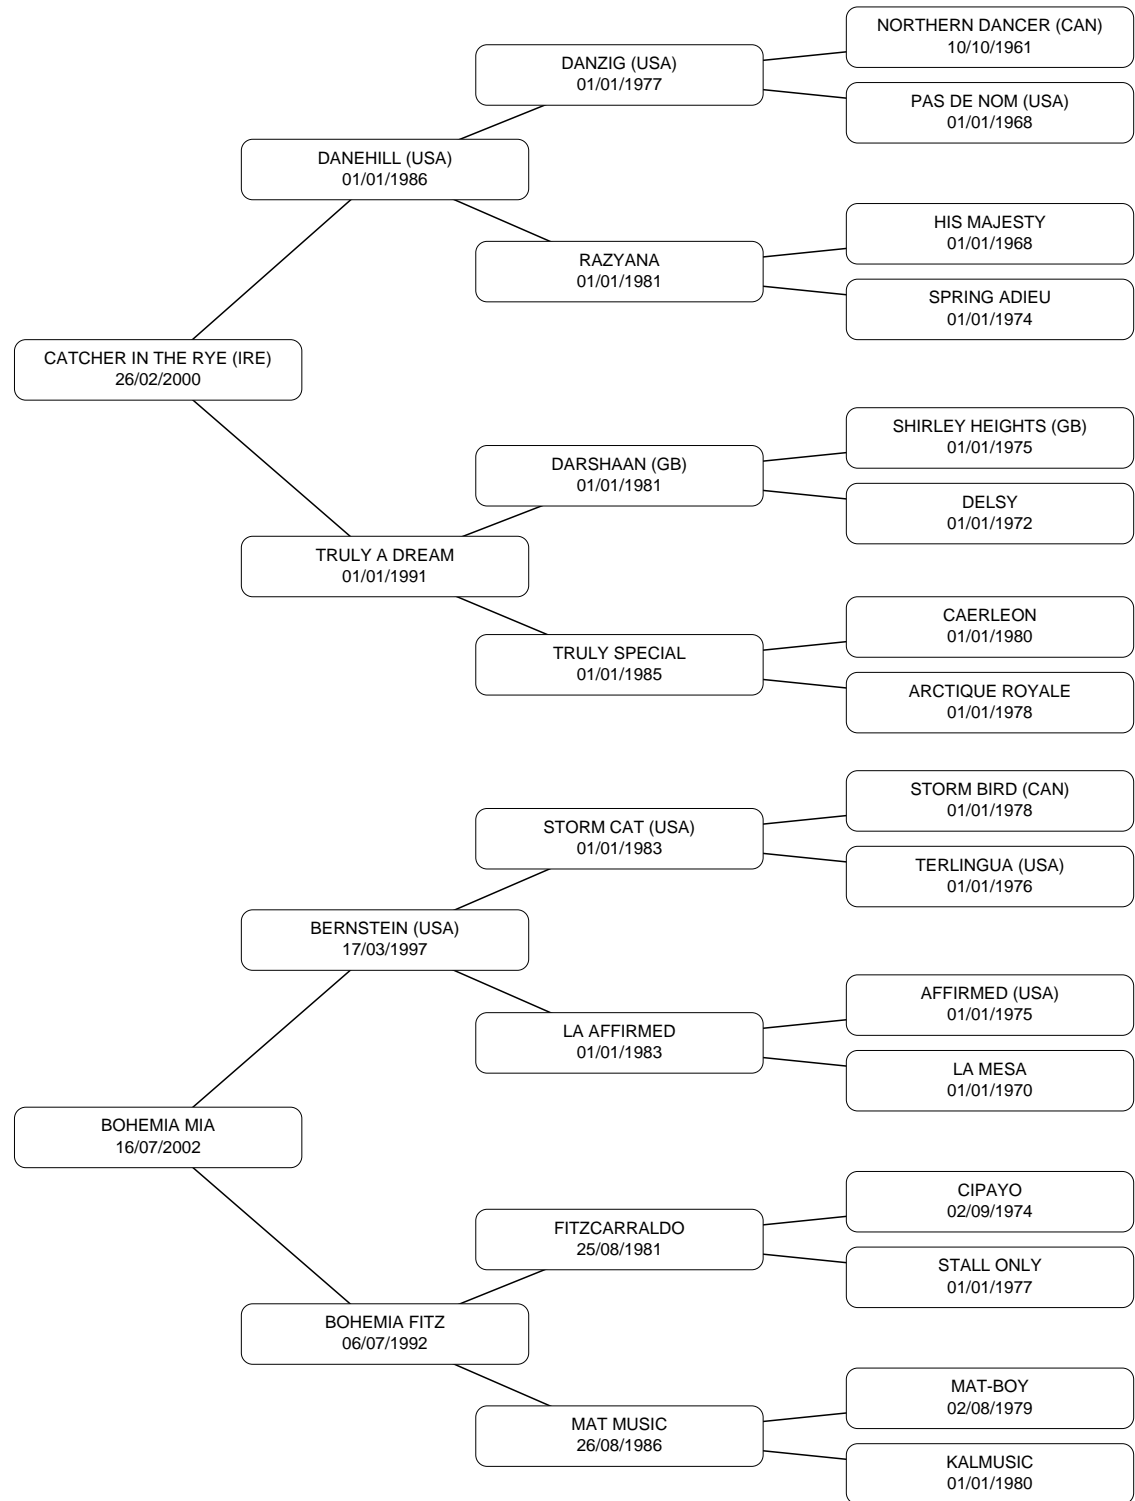 NORTHERN DANCER (CAN)
10/10/1961
DANZIG (USA)
01/01/1977
PAS DE NOM (USA)
01/01/1968
DANEHILL (USA)
01/01/1986
HIS MAJESTY
01/01/1968
RAZYANA
01/01/1981
SPRING ADIEU
01/01/1974
CATCHER IN THE RYE (IRE)
26/02/2000
SHIRLEY HEIGHTS (GB)
01/01/1975
DARSHAAN (GB)
01/01/1981
DELSY
01/01/1972
TRULY A DREAM
01/01/1991
CAERLEON
01/01/1980
TRULY SPECIAL
01/01/1985
ARCTIQUE ROYALE
01/01/1978
STORM BIRD (CAN)
01/01/1978
STORM CAT (USA)
01/01/1983
TERLINGUA (USA)
01/01/1976
BERNSTEIN (USA)
17/03/1997
AFFIRMED (USA)
01/01/1975
LA AFFIRMED
01/01/1983
LA MESA
01/01/1970
BOHEMIA MIA
16/07/2002
CIPAYO
02/09/1974
FITZCARRALDO
25/08/1981
STALL ONLY
01/01/1977
BOHEMIA FITZ
06/07/1992
MAT-BOY
02/08/1979
MAT MUSIC
26/08/1986
KALMUSIC
01/01/1980